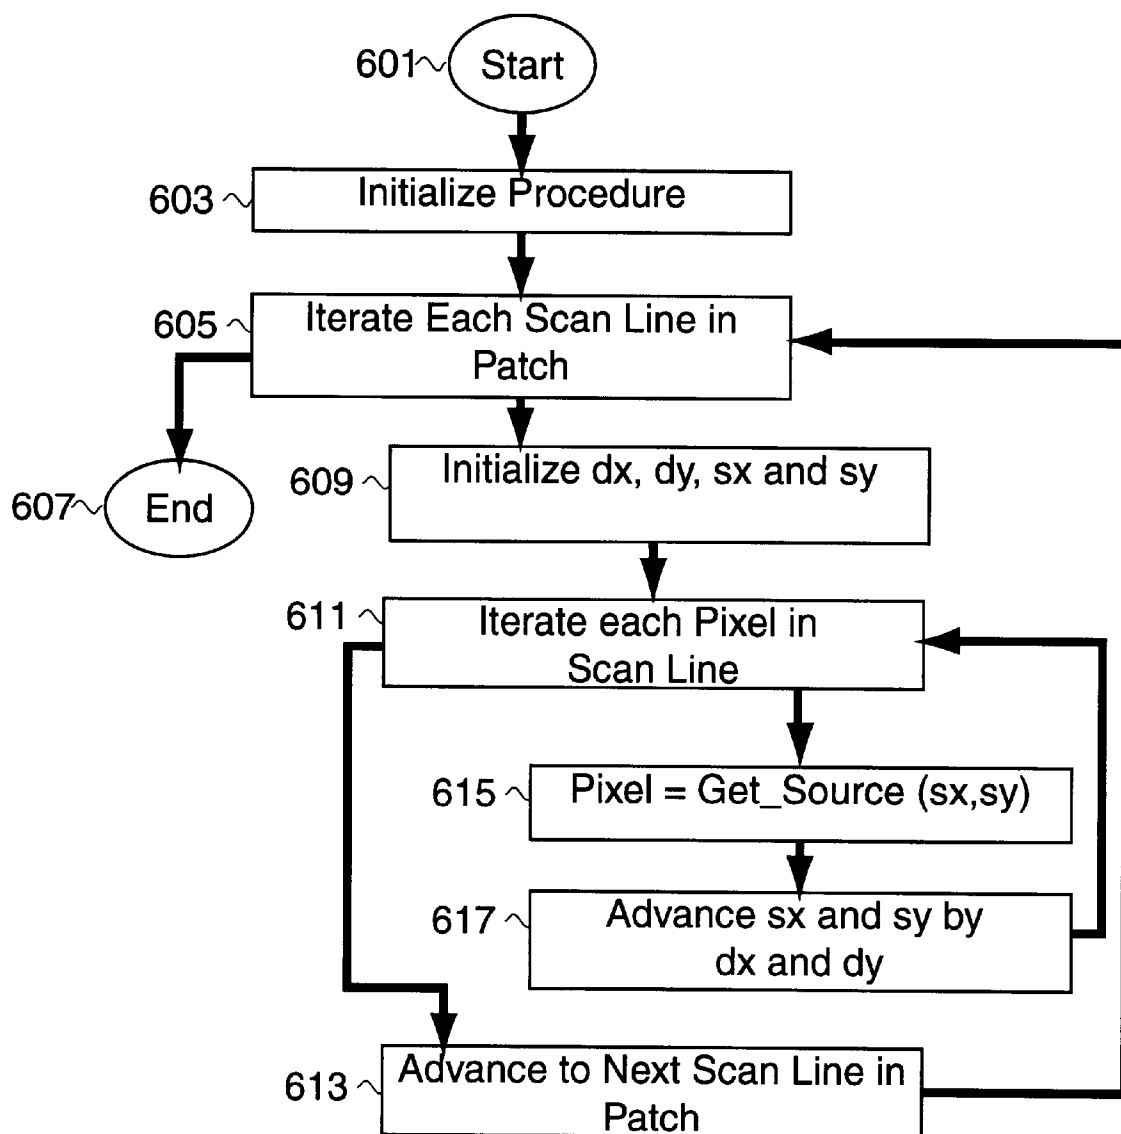 601 Start
603 Initialize Procedure
605 Iterate Each Scan Line in
Patch
607 End
609 Initialize dx, dy, sx and sy
611 Iterate each Pixel in
Scan Line
615 Pixel = Get_Source (sx,sy)
617 Advance sx and sy by
dx and dy
613 Advance to Next Scan Line in
Patch